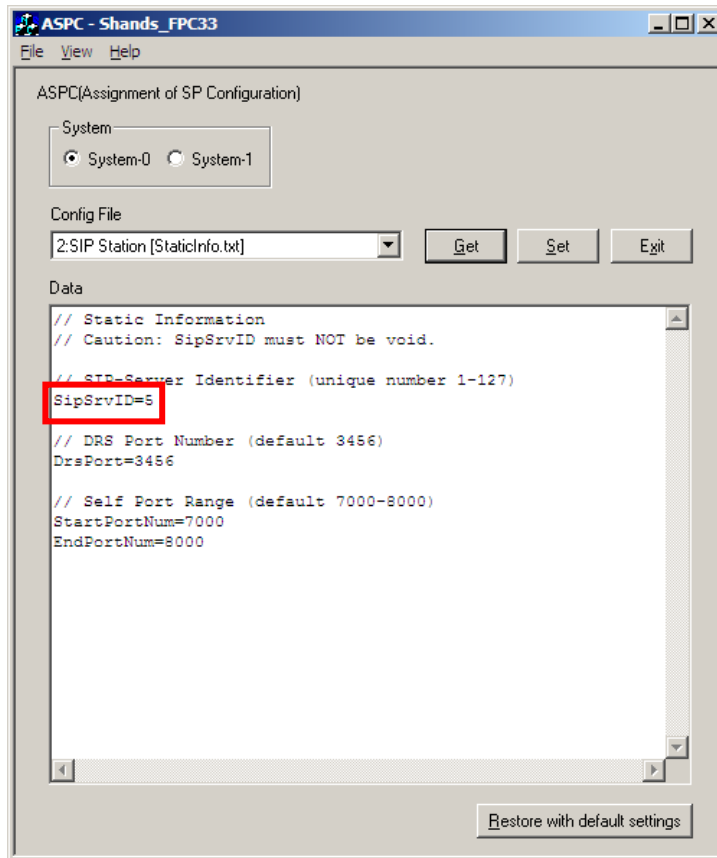 ASPC - Shands_FPC33
File View Help
ASPC(Assignment of SP Configuration)
System
System-0 System-1
Config File
2:SIP Station [StaticInfo.txt] Get Set Exit
Data
// Static Information
// Caution: SipSrvID must NOT be void.
// SIP-Server Identifier (unique number 1-127)
SipSrvID=5
// DRS Port Number (default 3456)
DrsPort=3456
// Self Port Range (default 7000-8000)
StartPortNum=7000
EndPortNum=8000
Restore with default settings